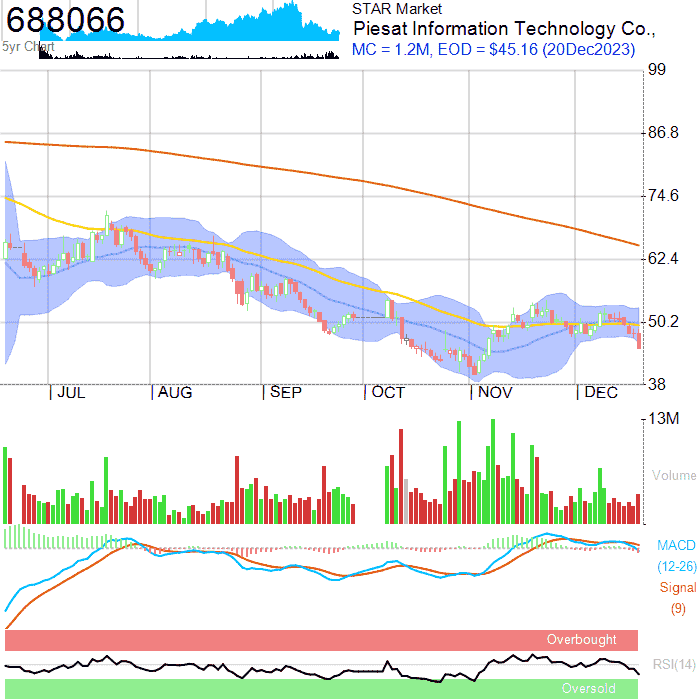 688066
5yr Chart
STAR Market
Piesat Information Technology Co.,
MC = 1.2M, EOD = $45.16 (20Dec2023)
99
86.8
74.6
62.4
50.2
38
JUL AUG SEP OCT NOV DEC
13M
Volume
MACD
(12-26)
Signal
(9)
Overbought
RSI(14)
Oversold